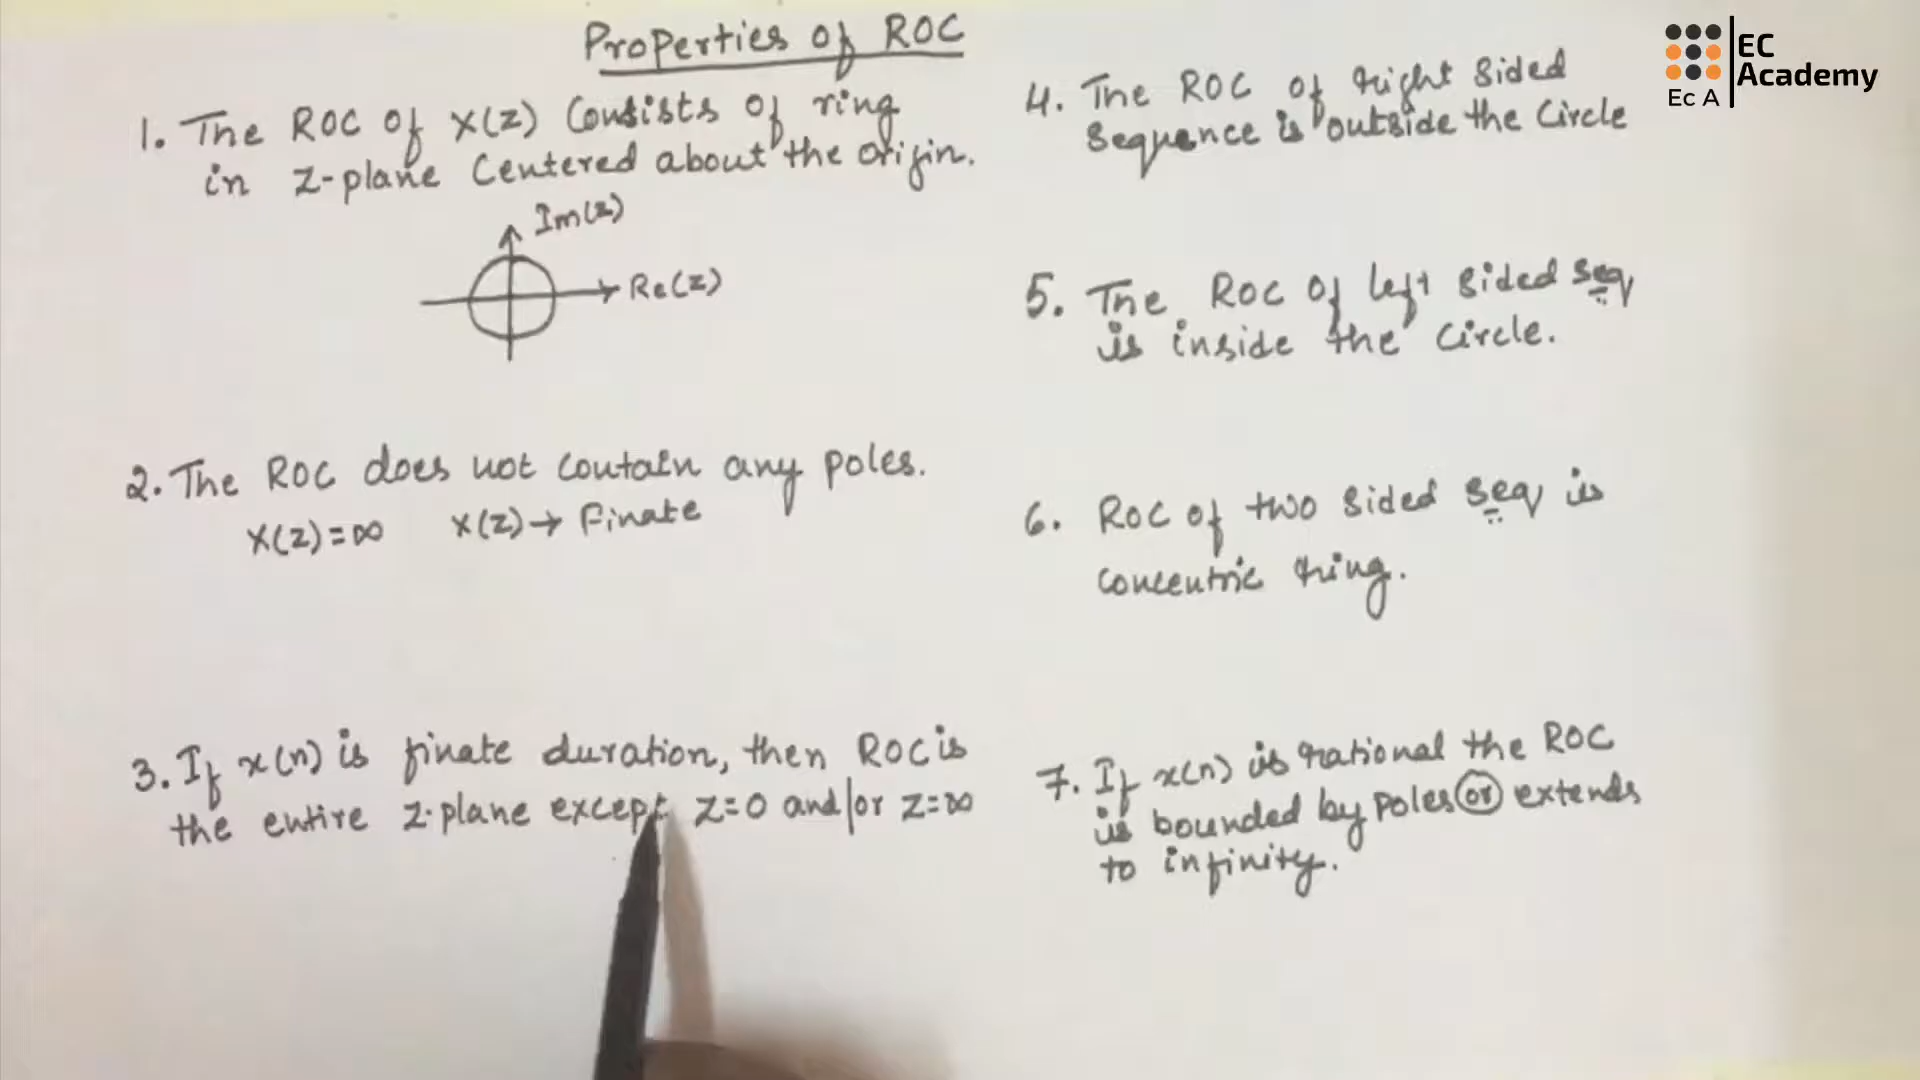 Properties of ROC
1. The ROC of X(z) Consists of ring
in z-plane Centered about the origin.
Im(z)
Re(z)
2. The ROC does not contain any poles.
X(z)=∞ X(z)→ Finate
3. If x(n) is finate duration, then ROC is
the entire z-plane except z=0 and/or z=∞
4. The ROC of right sided
sequence is outside the circle
5. The ROC of left sided seq
is inside the circle.
6. ROC of two sided seq is
concentric ring.
7. If x(n) is rational the ROC
is bounded by poles or extends
to infinity.
EC
Academy
Ec A